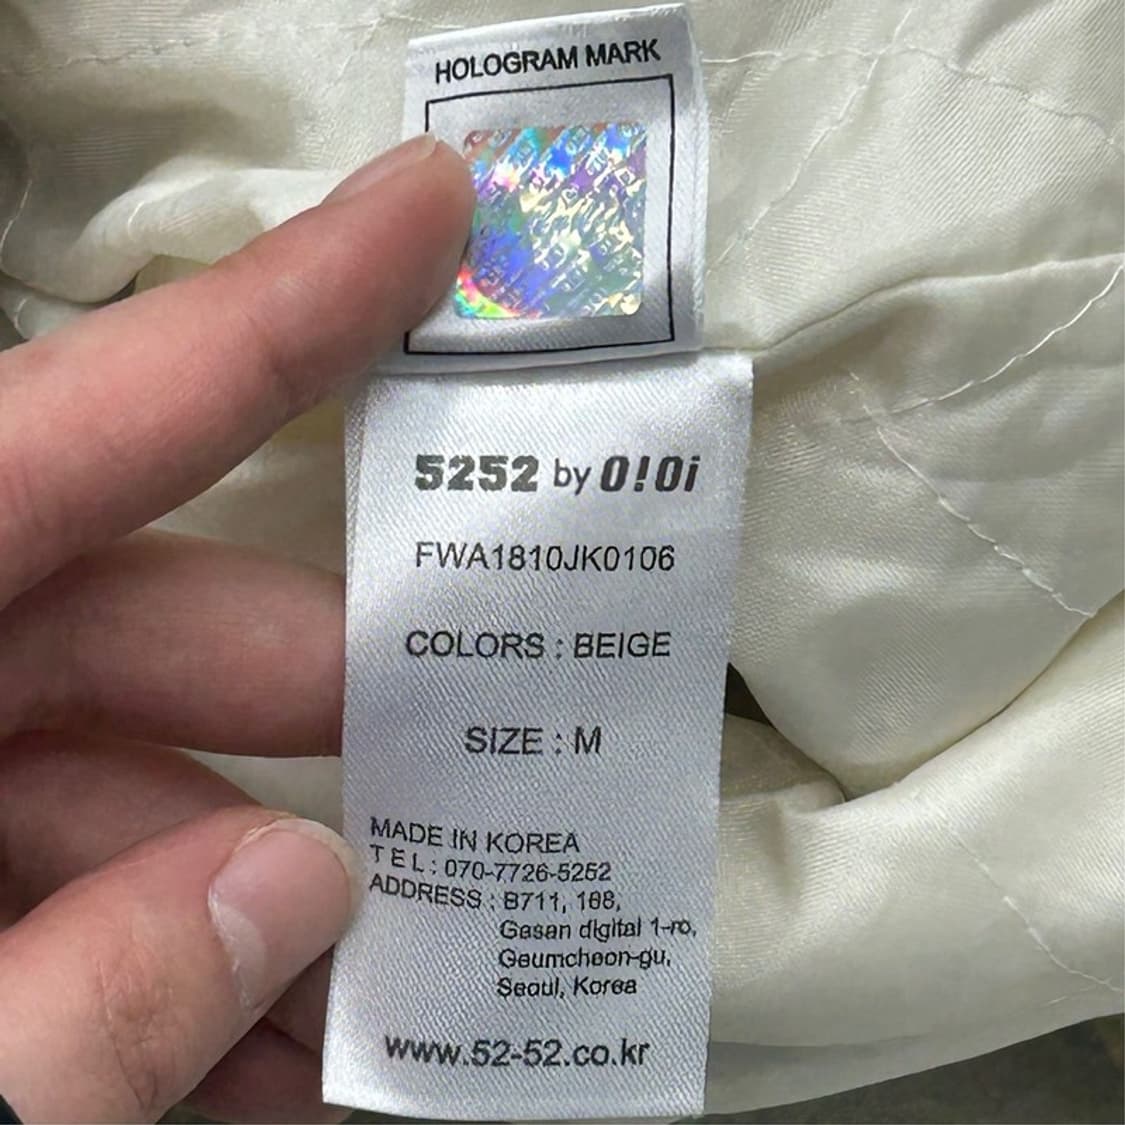 HOLOGRAM MARK
5252 by O!Oi
FWA1810JK0106
COLORS : BEIGE
SIZE : M
MADE IN KOREA
TEL : 070-7726-5252
ADDRESS : B711, 188,
Gasan digital 1-ro,
Geumcheon-gu,
Seoul, Korea
www.52-52.co.kr